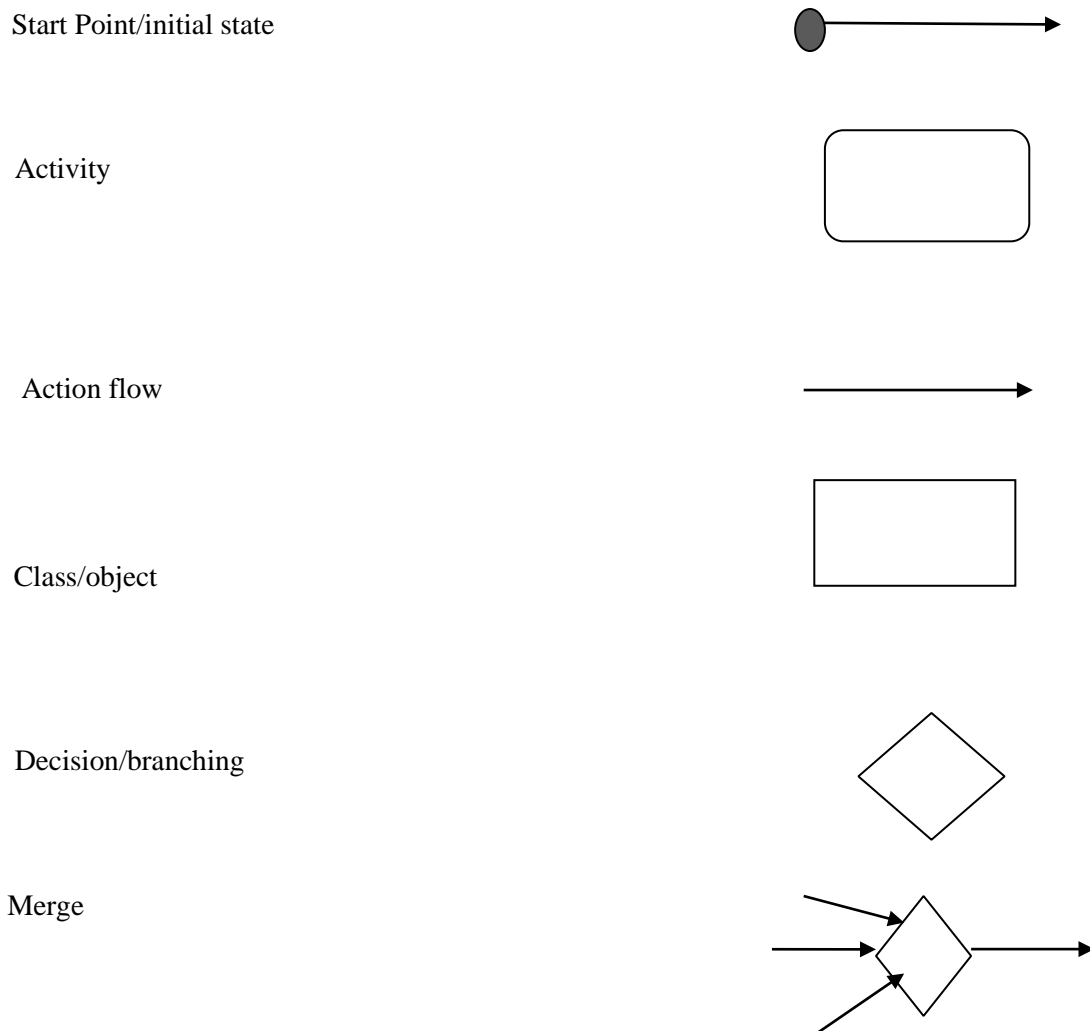 Start Point/initial state
Activity
Action flow
Class/object
Decision/branching
Merge